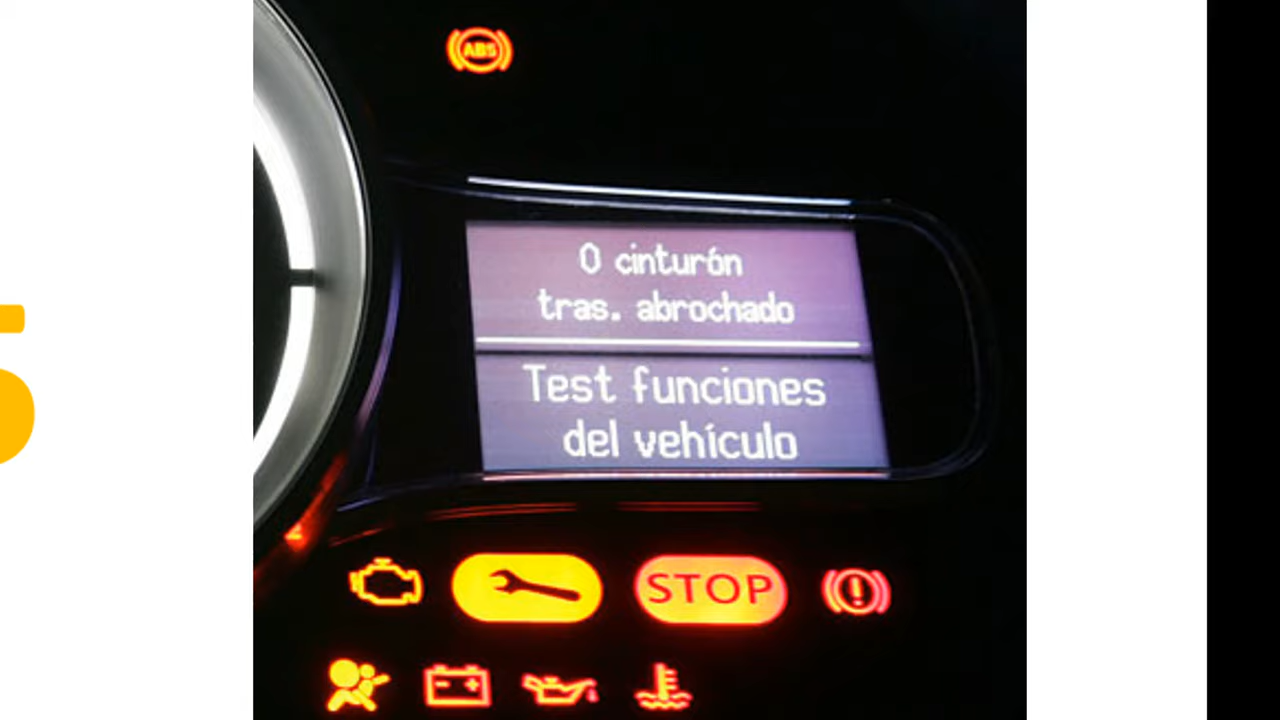 ABS
0 cinturón
tras. abrochado
Test funciones
del vehículo
STOP